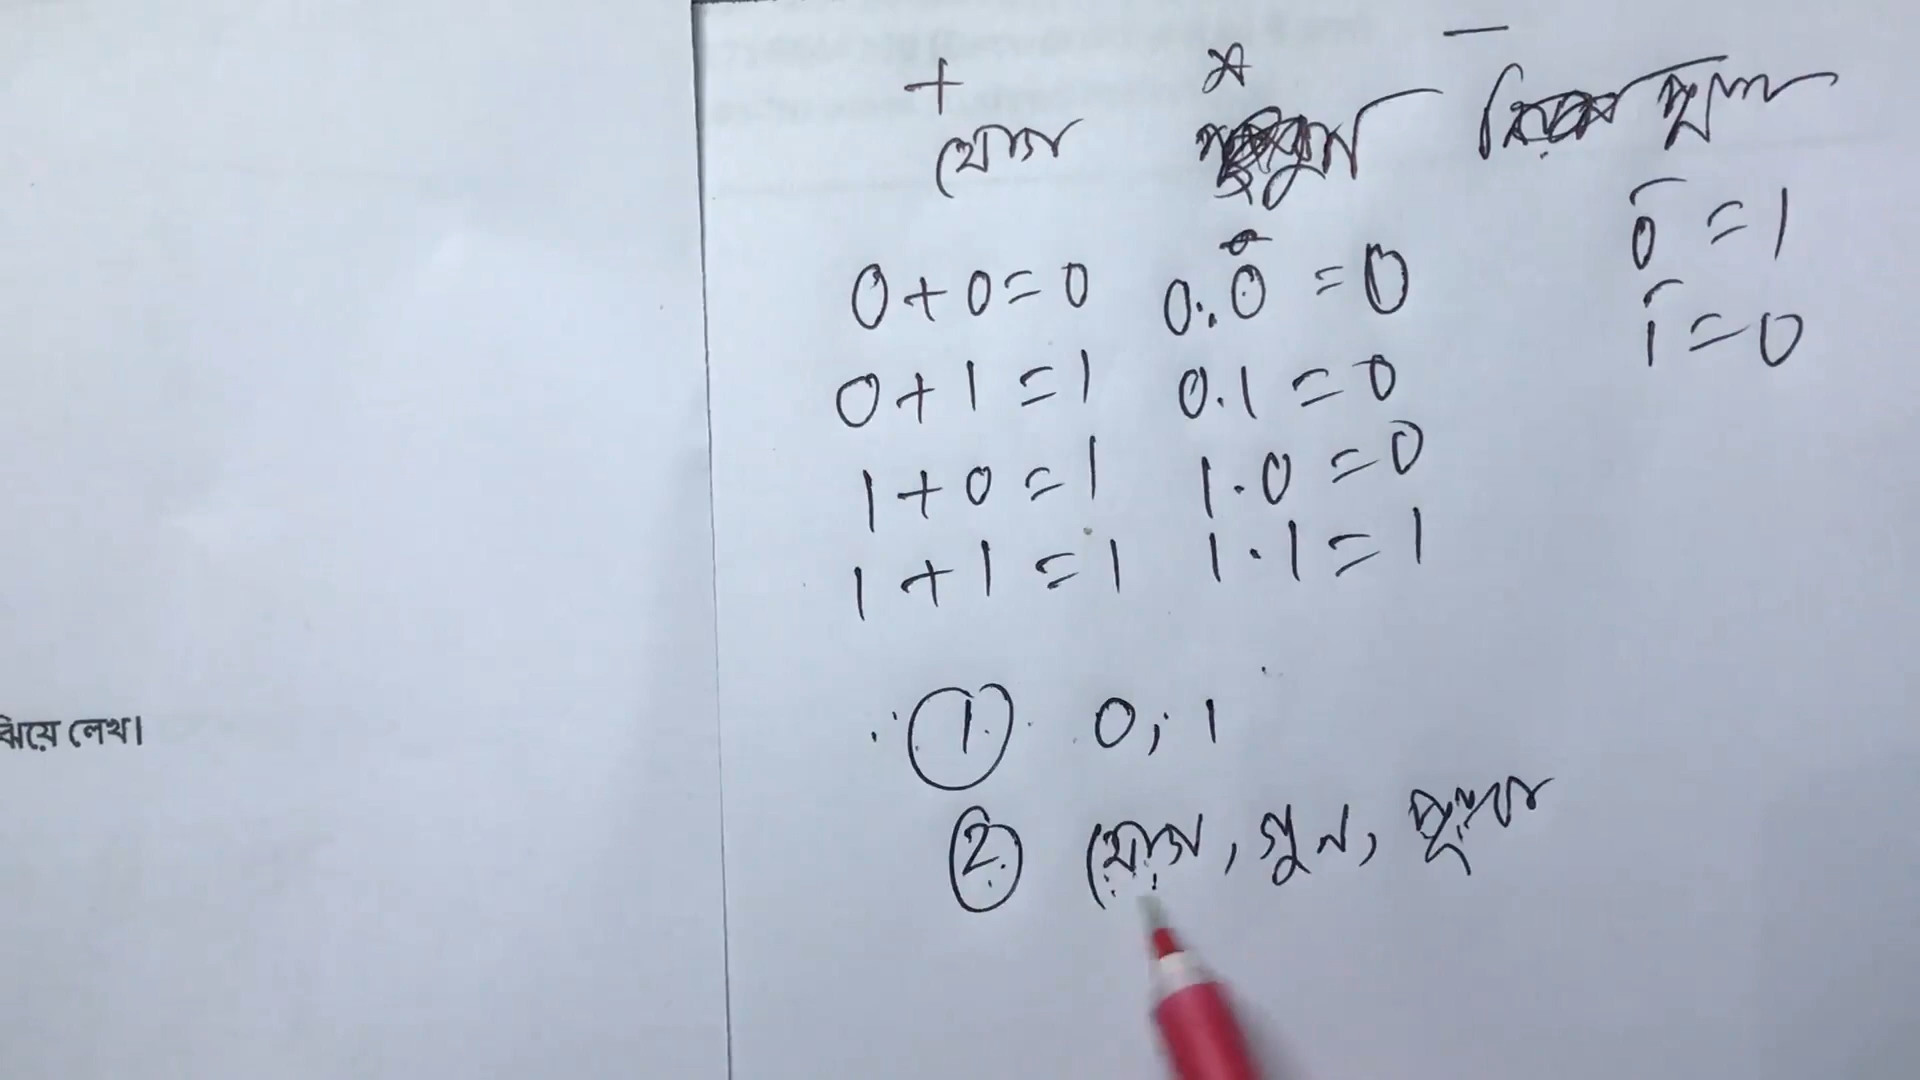 + × —
যোগ গুন পূরক
0+0=0 0.0=0 0̅=1
0+1=1 0.1=0 1̅=0
1+0=1 1.0=0
1+1=1 1.1=1
① 0, 1
ঝিয়ে লেখ।
② যোগ, গুন, পূরক